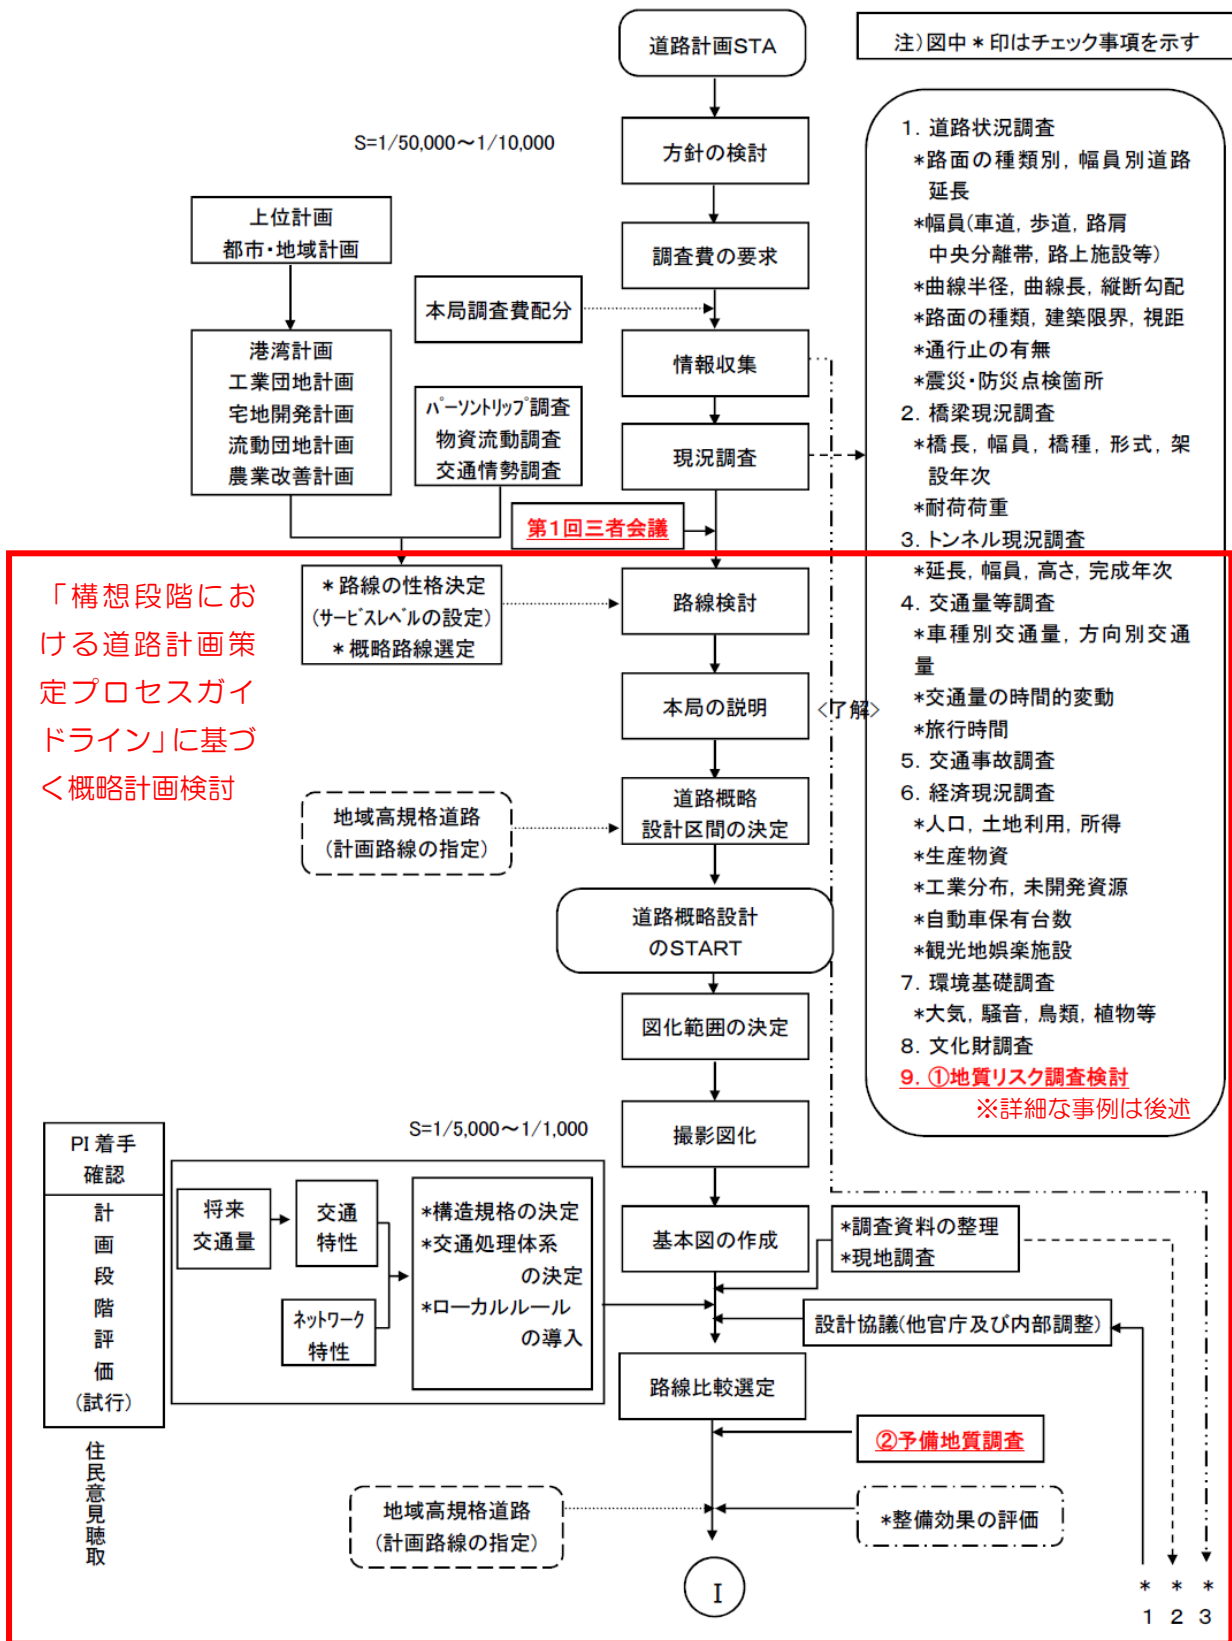 道路計画STA
注)図中*印はチェック事項を示す
S=1/50,000～1/10,000
方針の検討
上位計画
都市・地域計画
調査費の要求
本局調査費配分
港湾計画
工業団地計画
宅地開発計画
流動団地計画
農業改善計画
パーソントリップ調査
物資流動調査
交通情勢調査
情報収集
現況調査
第1回三者会議
1. 道路状況調査
*路面の種類別, 幅員別道路
延長
*幅員(車道, 歩道, 路肩
中央分離帯, 路上施設等)
*曲線半径, 曲線長, 縦断勾配
*路面の種類, 建築限界, 視距
*通行止の有無
*震災・防災点検箇所
2. 橋梁現況調査
*橋長, 幅員, 橋種, 形式, 架
設年次
*耐荷荷重
3. トンネル現況調査
*延長, 幅員, 高さ, 完成年次
4. 交通量等調査
*車種別交通量, 方向別交通
量
*交通量の時間的変動
*旅行時間
5. 交通事故調査
6. 経済現況調査
*人口, 土地利用, 所得
*生産物資
*工業分布, 未開発資源
*自動車保有台数
*観光地娯楽施設
7. 環境基礎調査
*大気, 騒音, 鳥類, 植物等
8. 文化財調査
9. ①地質リスク調査検討
※詳細な事例は後述
「構想段階にお
ける道路計画策
定プロセスガイ
ドライン」に基づ
く概略計画検討
*路線の性格決定
(サービスレベルの設定)
*概略路線選定
路線検討
本局の説明
<了解>
地域高規格道路
(計画路線の指定)
道路概略
設計区間の決定
道路概略設計
のSTART
図化範囲の決定
S=1/5,000～1/1,000
撮影図化
PI着手
確認
計
画
段
階
評
価
(試行)
住民意見聴取
将来
交通量
交通
特性
ネットワーク
特性
*構造規格の決定
*交通処理体系
の決定
*ローカルルール
の導入
基本図の作成
*調査資料の整理
*現地調査
設計協議(他官庁及び内部調整)
路線比較選定
②予備地質調査
地域高規格道路
(計画路線の指定)
*整備効果の評価
I
* * *
1 2 3